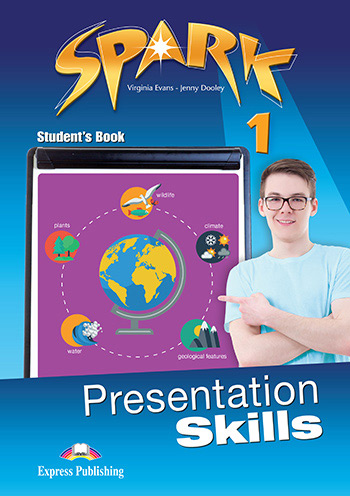 SPARK
Virginia Evans - Jenny Dooley
1
Student's Book
wildlife
plants
climate
water
geological features
Presentation
Skills
Express Publishing